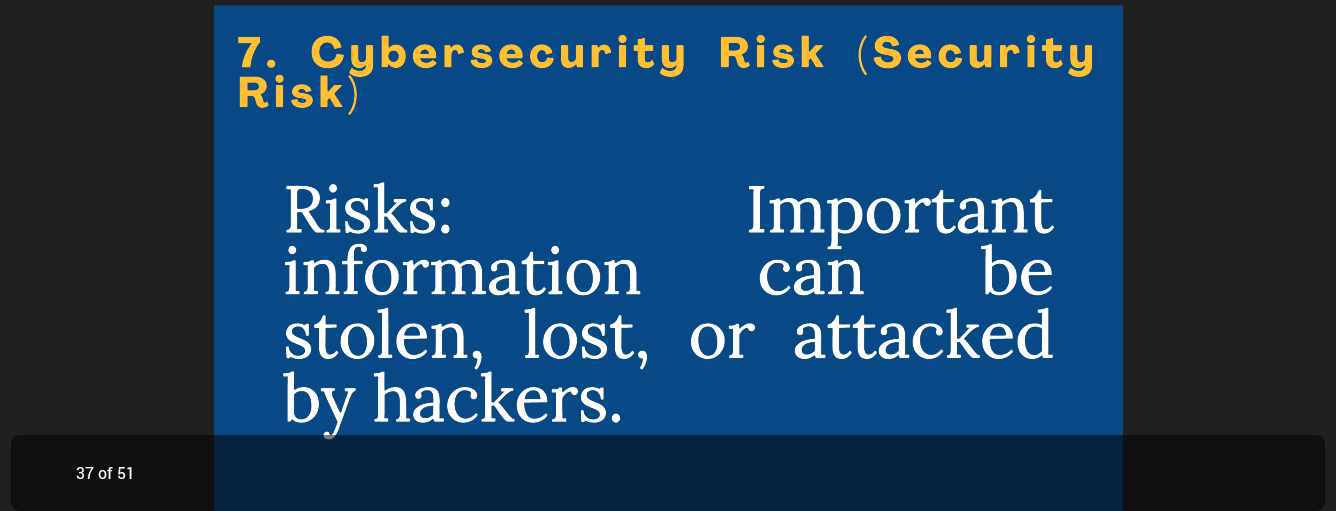 7. Cybersecurity Risk (Security
Risk)
Risks: Important
information can be
stolen, lost, or attacked
by hackers.
37 of 51